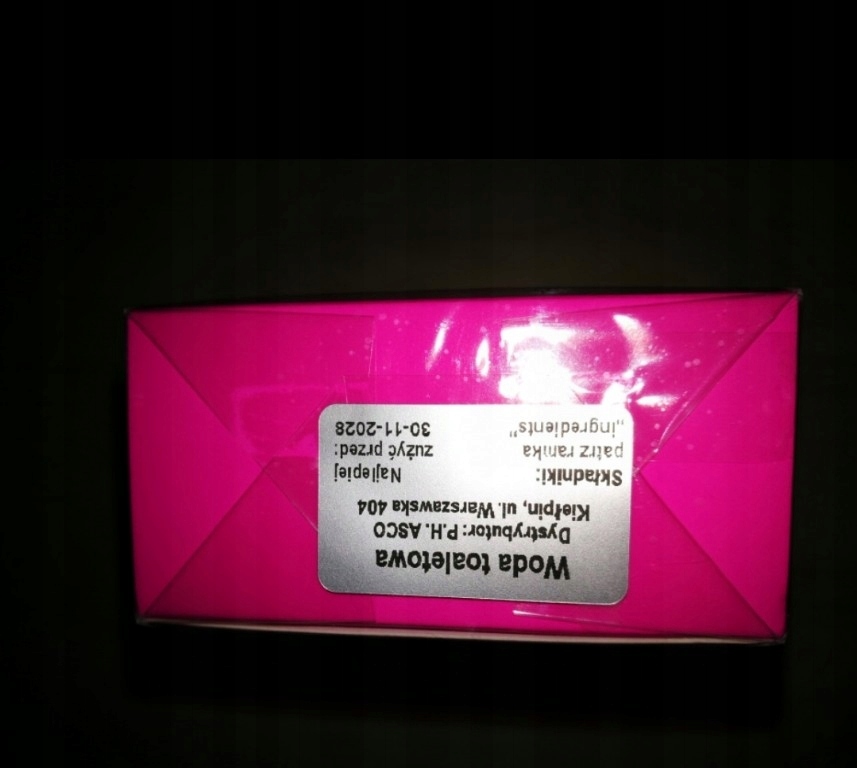 Woda toaletowa
Dystrybutor: P.H. ASCO
Kiełpin, ul. Warszawska 404
Składniki:
patrz ramka
„ingredients"
Najlepiej
zużyć przed:
30-11-2028